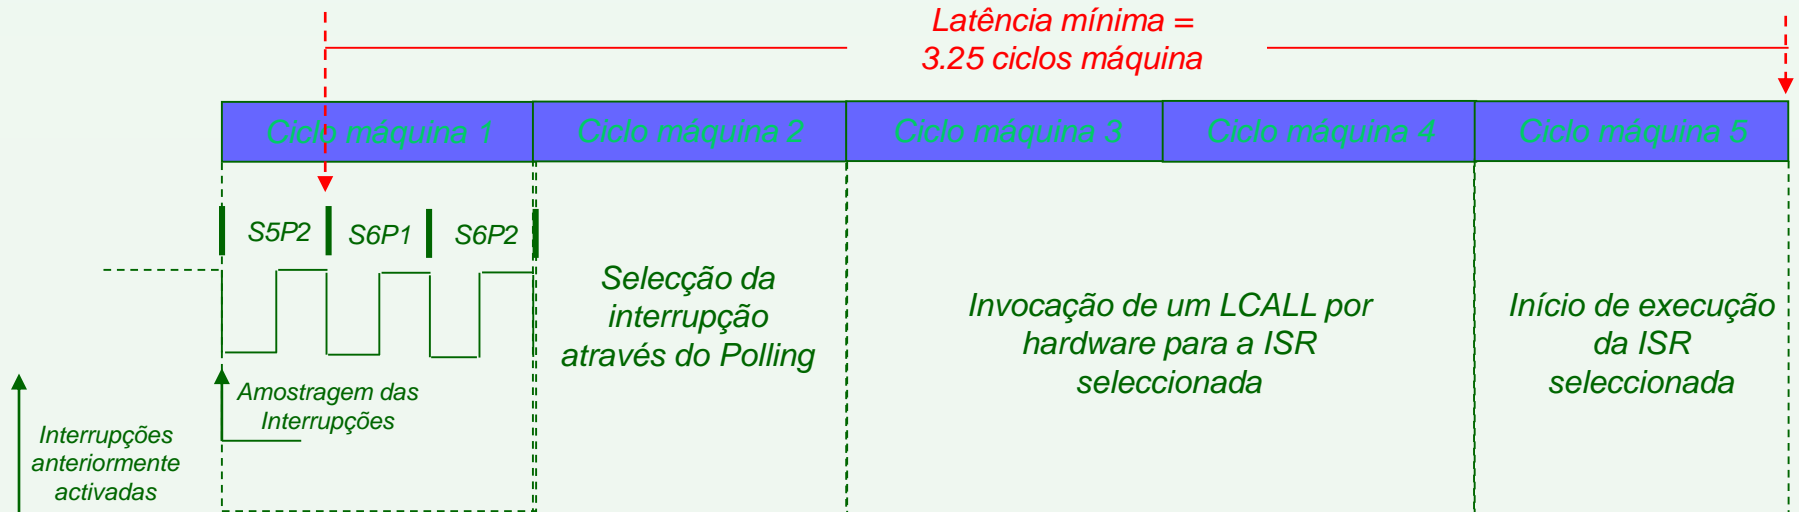 Latência mínima =
3.25 ciclos máquina
Ciclo máquina 1
Ciclo máquina 2
Ciclo máquina 3
Ciclo máquina 4
Ciclo máquina 5
S5P2
S6P1
S6P2
Amostragem das
Interrupções
Interrupções
anteriormente
activadas
Selecção da
interrupção
através do Polling
Invocação de um LCALL por
hardware para a ISR
seleccionada
Início de execução
da ISR
seleccionada